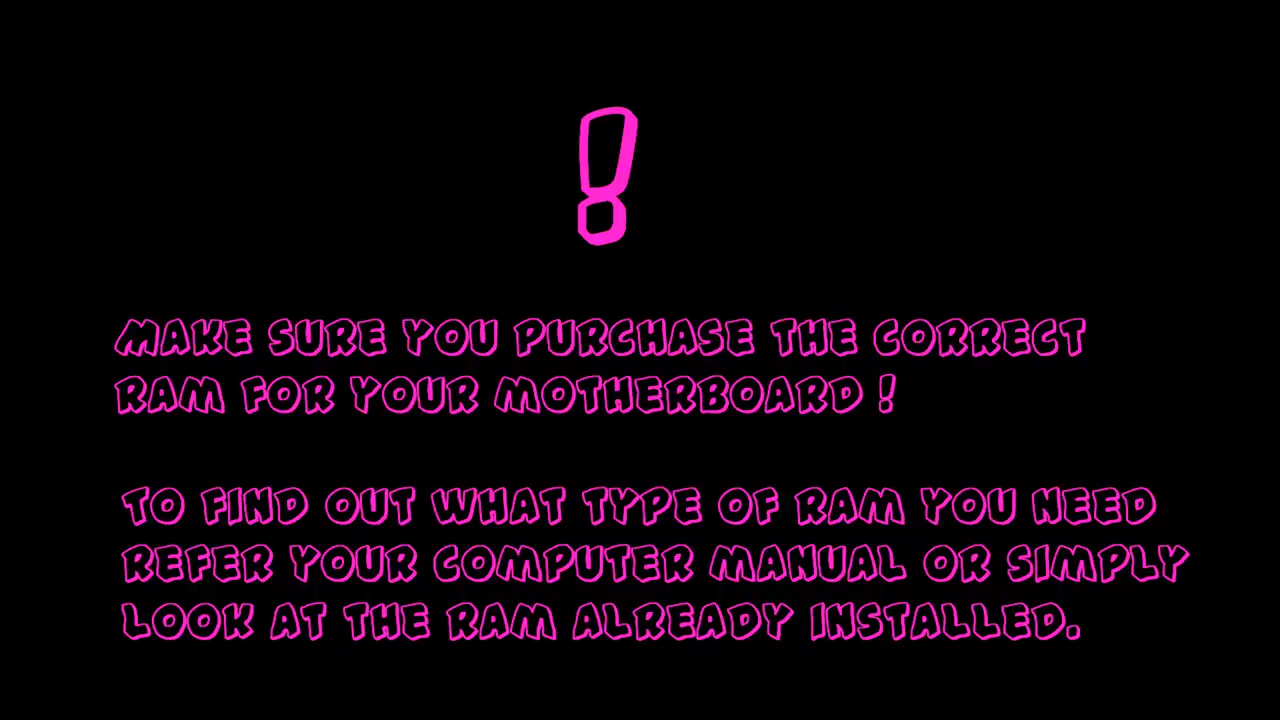 !
MAKE SURE YOU PURCHASE THE CORRECT
RAM FOR YOUR MOTHERBOARD !
TO FIND OUT WHAT TYPE OF RAM YOU NEED
REFER YOUR COMPUTER MANUAL OR SIMPLY
LOOK AT THE RAM ALREADY INSTALLED.